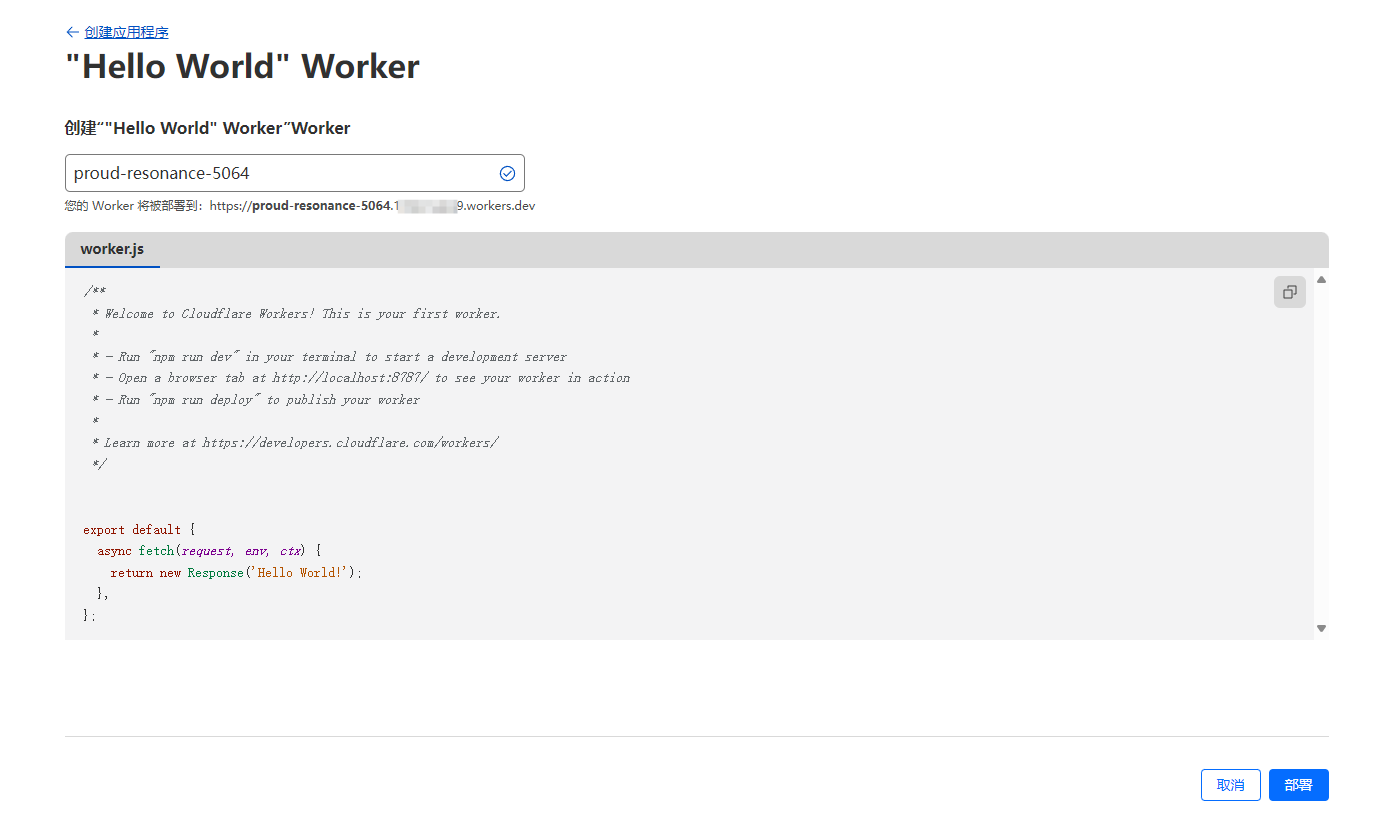 ← 创建应用程序
"Hello World" Worker
创建“"Hello World" Worker”Worker
proud-resonance-5064
您的 Worker 将被部署到：https://proud-resonance-5064.1 9.workers.dev
worker.js
/**
 * Welcome to Cloudflare Workers! This is your first worker.
 *
 * - Run "npm run dev" in your terminal to start a development server
 * - Open a browser tab at http://localhost:8787/ to see your worker in action
 * - Run "npm run deploy" to publish your worker
 *
 * Learn more at https://developers.cloudflare.com/workers/
 */
export default {
  async fetch(request, env, ctx) {
    return new Response('Hello World!');
  },
};
取消 部署